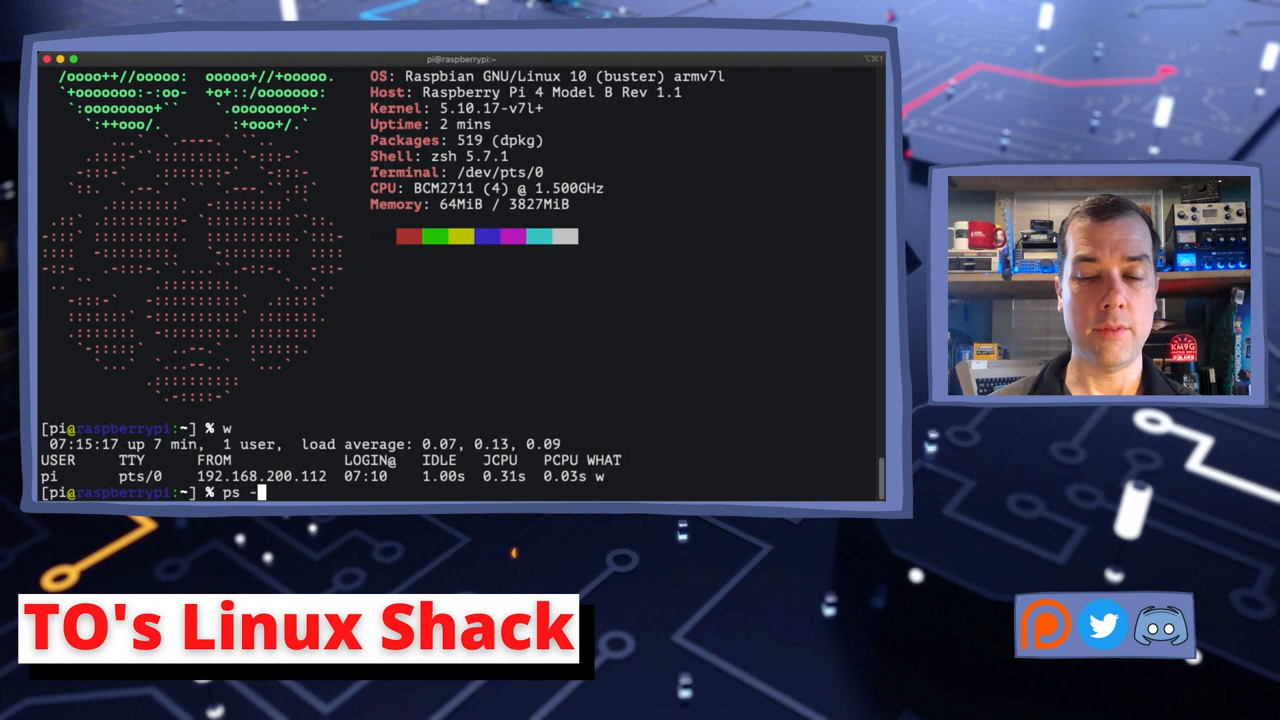 pi@raspberrypi:~
⌥⌘1
OS: Raspbian GNU/Linux 10 (buster) armv7l
Host: Raspberry Pi 4 Model B Rev 1.1
Kernel: 5.10.17-v7l+
Uptime: 2 mins
Packages: 519 (dpkg)
Shell: zsh 5.7.1
Terminal: /dev/pts/0
CPU: BCM2711 (4) @ 1.500GHz
Memory: 64MiB / 3827MiB
[pi@raspberrypi:~] % w
07:15:17 up 7 min, 1 user, load average: 0.07, 0.13, 0.09
USER TTY FROM LOGIN@ IDLE JCPU PCPU WHAT
pi pts/0 192.168.200.112 07:10 1.00s 0.31s 0.03s w
[pi@raspberrypi:~] % ps -
KM9G
TO's Linux Shack